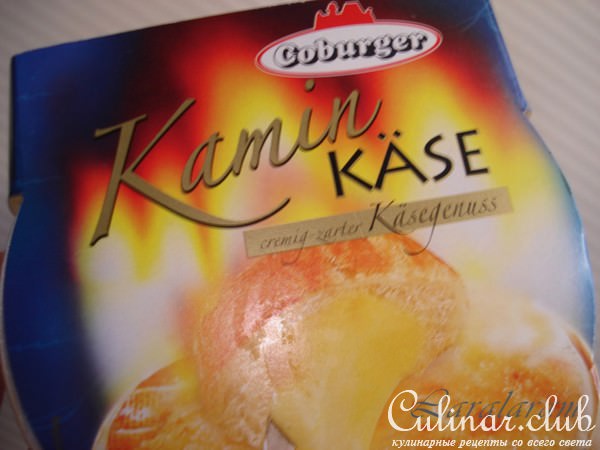 Coburger
Kamin
KÄSE
cremig-zarter Käsegenuss
Culinar.club
кулинарные рецепты со всего света